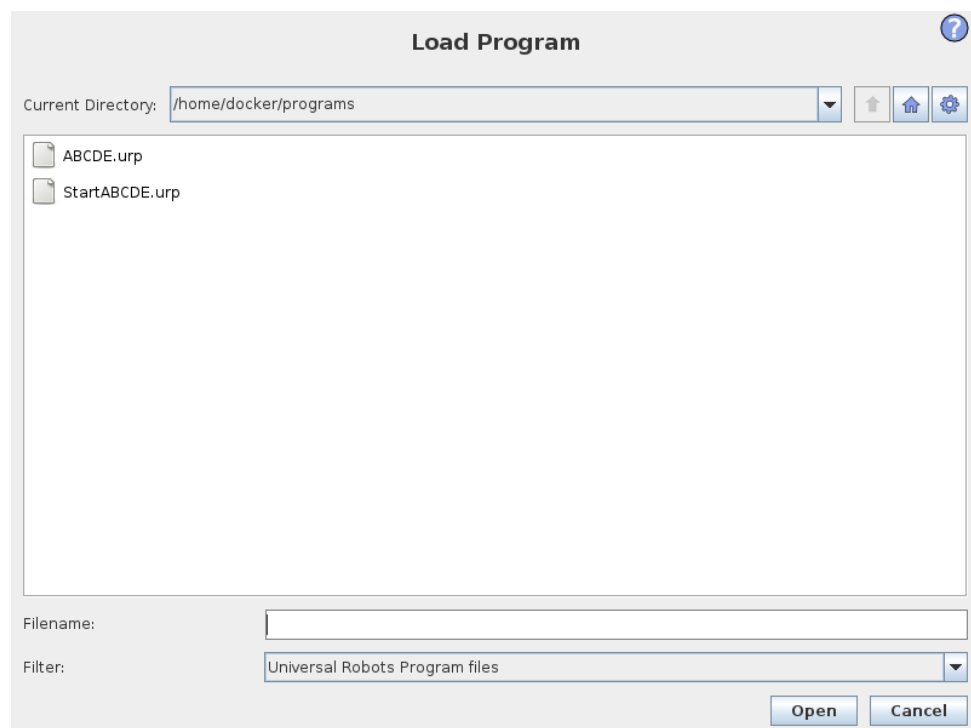 Load Program
?
Current Directory: /home/docker/programs
ABCDE.urp
StartABCDE.urp
Filename:
Filter: Universal Robots Program files
Open Cancel